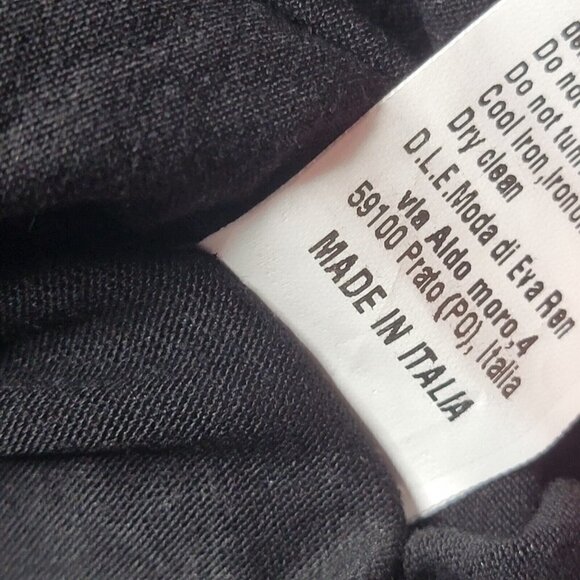 Do not
Do not tum
Cool Iron,Iron
Dry clean
D.L.E.Moda di Eva Ren
via Aldo moro,4
59100 Prato(PO), Italia
MADE IN ITALIA